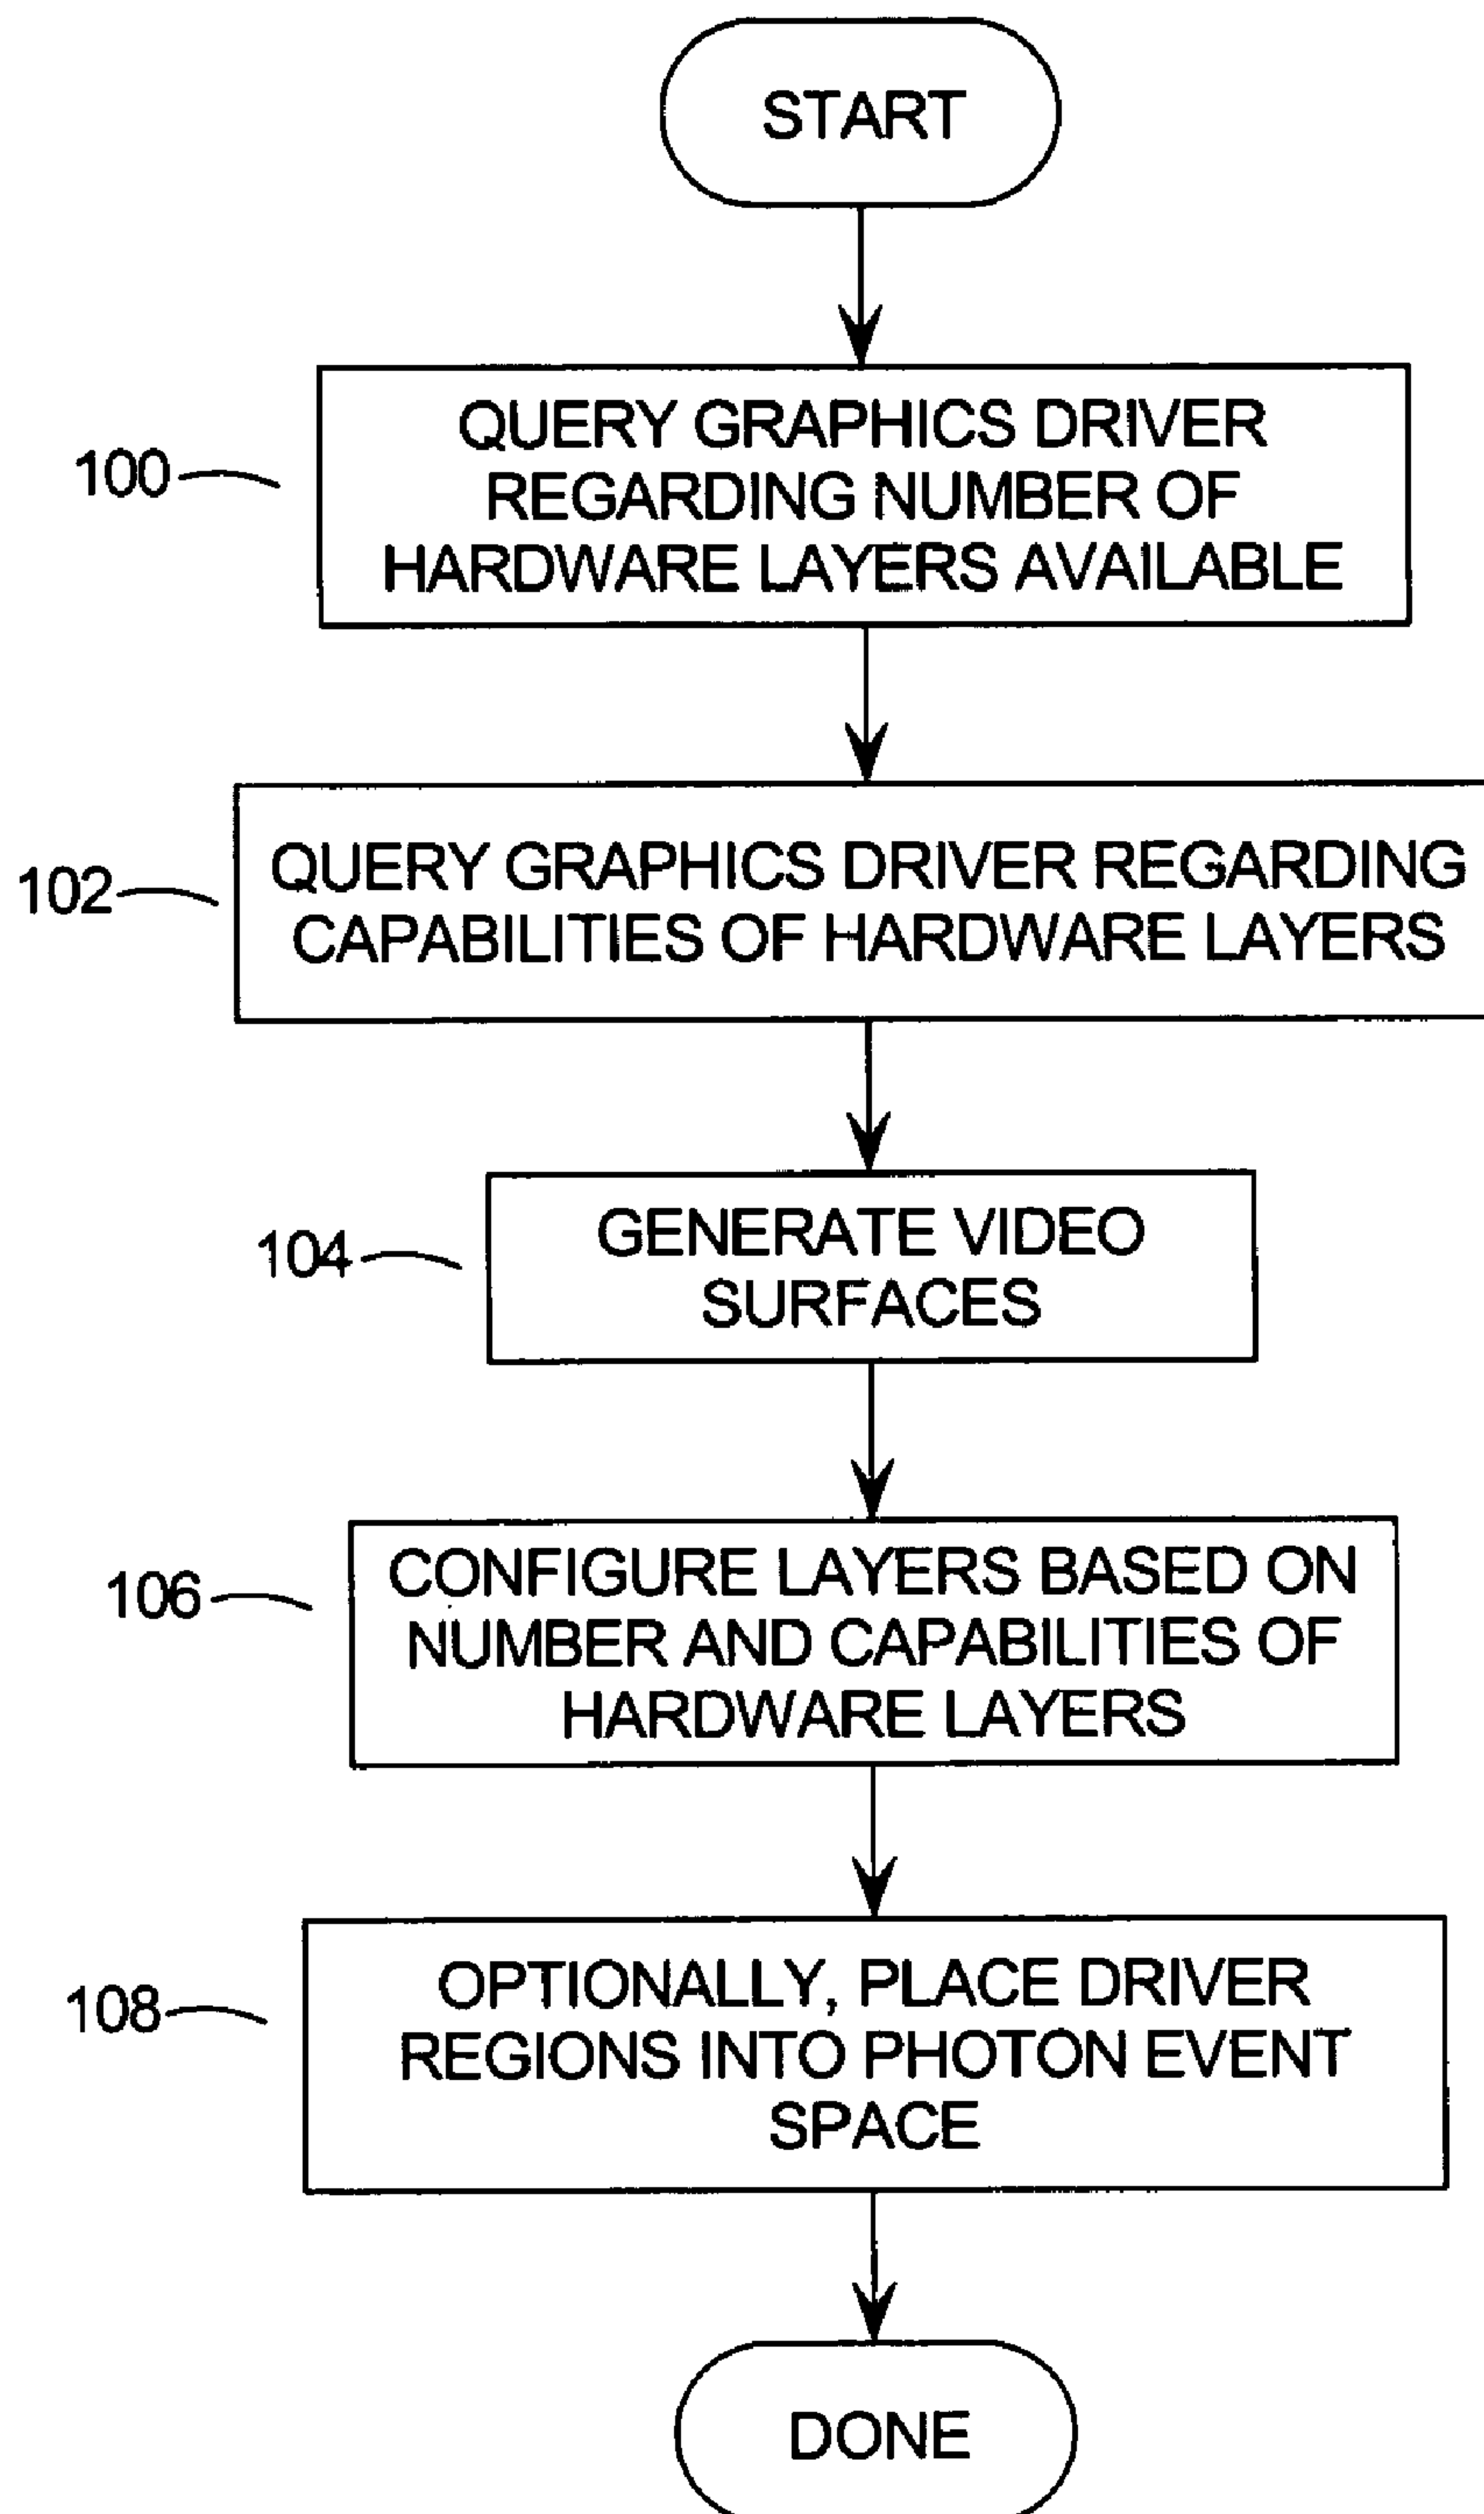 START
100
QUERY GRAPHICS DRIVER
REGARDING NUMBER OF
HARDWARE LAYERS AVAILABLE
102
QUERY GRAPHICS DRIVER REGARDING
CAPABILITIES OF HARDWARE LAYERS
104
GENERATE VIDEO
SURFACES
106
CONFIGURE LAYERS BASED ON
NUMBER AND CAPABILITIES OF
HARDWARE LAYERS
108
OPTIONALLY, PLACE DRIVER
REGIONS INTO PHOTON EVENT
SPACE
DONE